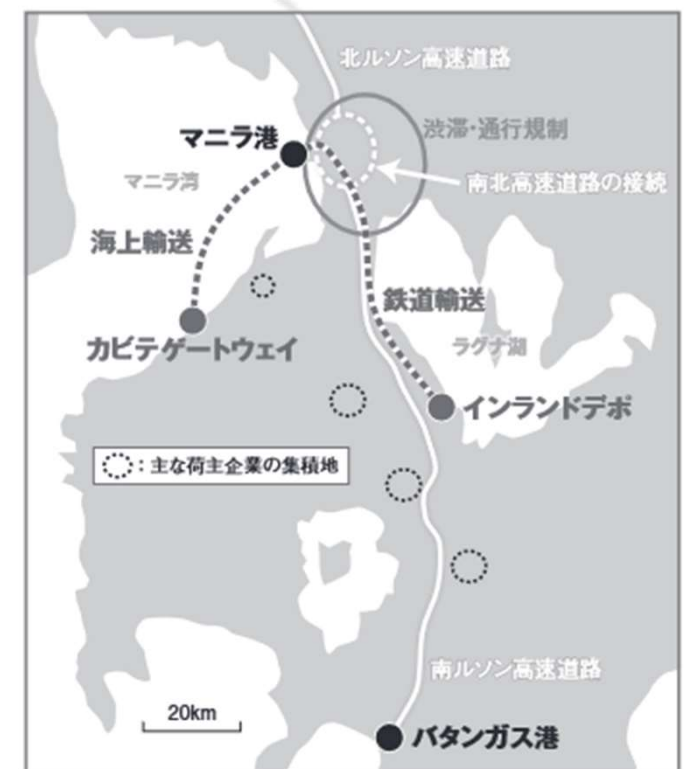 北ルソン高速道路
渋滞・通行規制
マニラ港
マニラ湾
南北高速道路の接続
海上輸送
鉄道輸送
カビテゲートウェイ
ラグナ湖
インランドデポ
：主な荷主企業の集積地
南ルソン高速道路
20km
バタンガス港